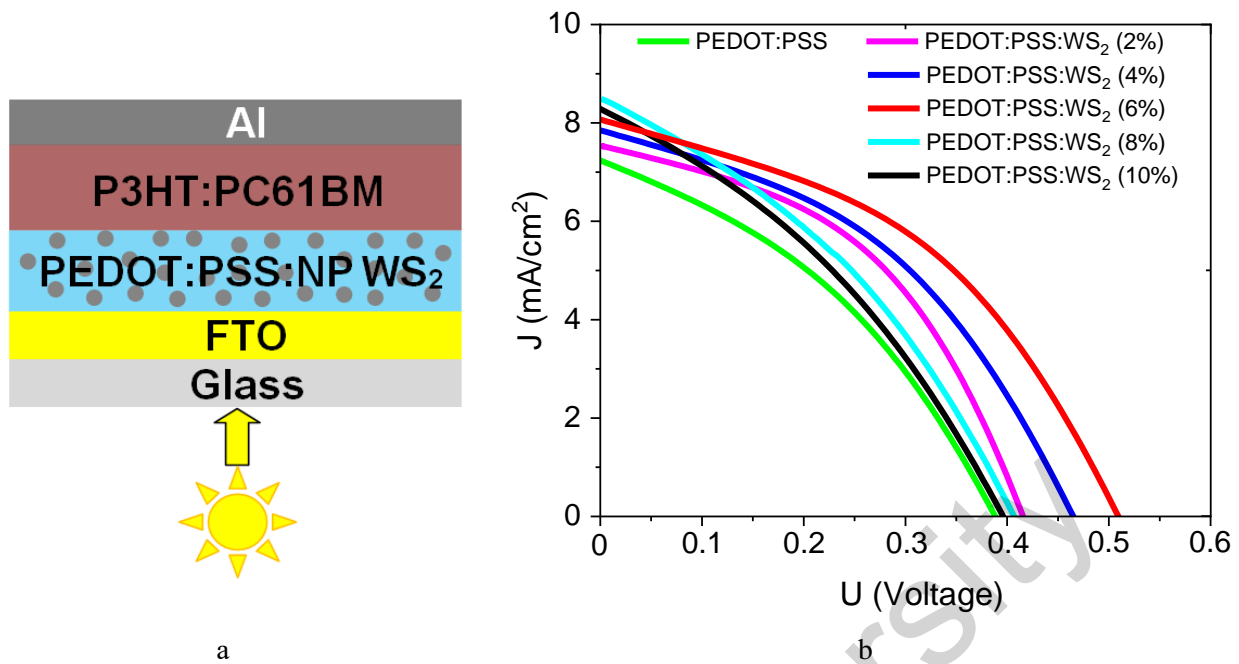 Al
P3HT:PC61BM
PEDOT:PSS:NP WS₂
FTO
Glass
a
10
8
6
4
2
0
J (mA/cm²)
PEDOT:PSS
PEDOT:PSS:WS₂ (2%)
PEDOT:PSS:WS₂ (4%)
PEDOT:PSS:WS₂ (6%)
PEDOT:PSS:WS₂ (8%)
PEDOT:PSS:WS₂ (10%)
0 0.1 0.2 0.3 0.4 0.5 0.6
U (Voltage)
b
rsity